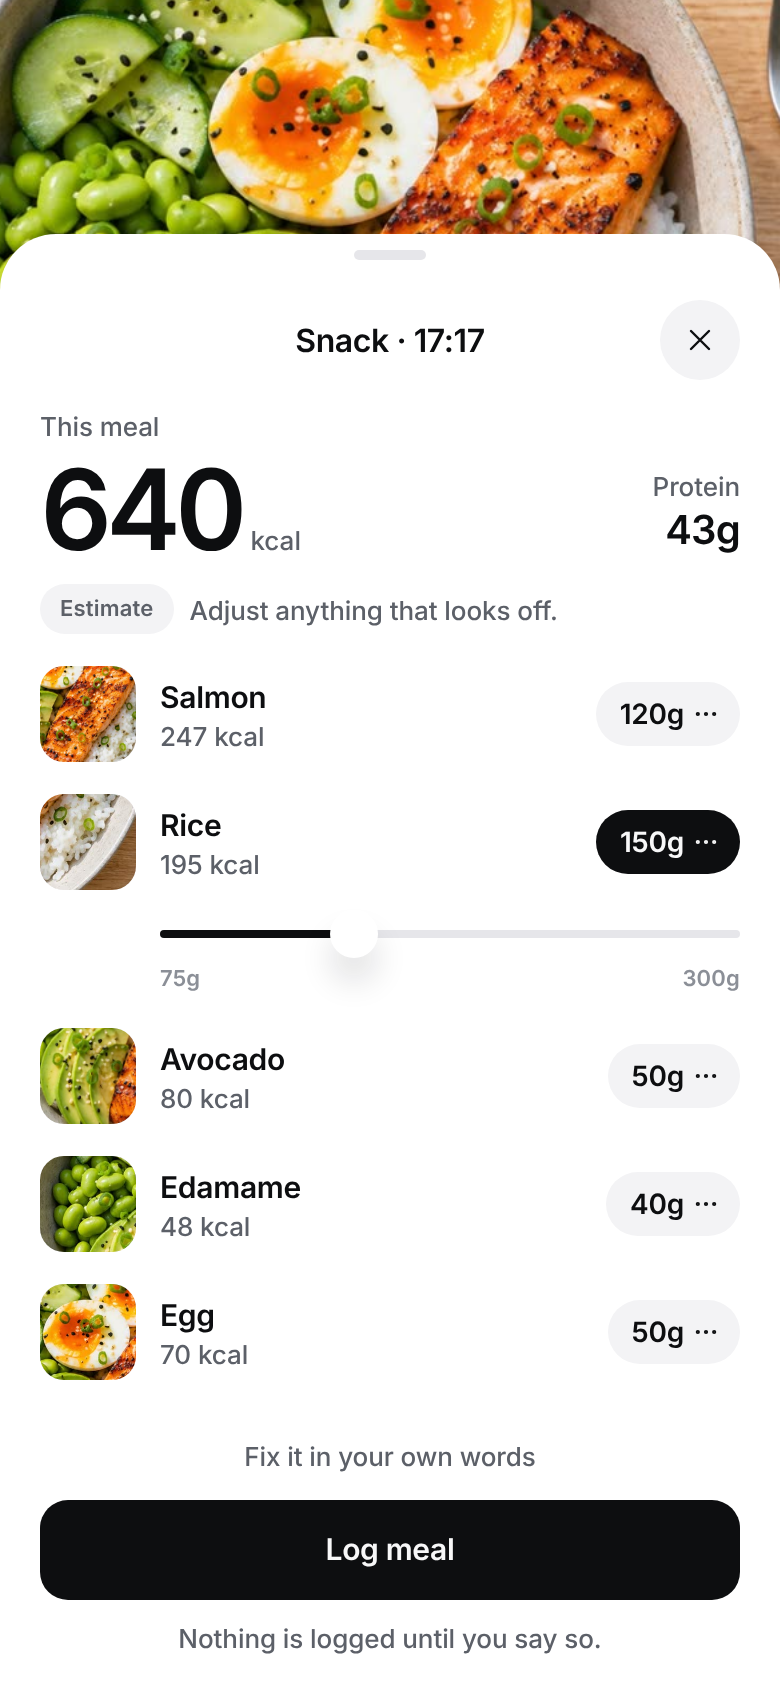 Snack · 17:17
This meal
640 kcal
Protein
43g
Estimate
Adjust anything that looks off.
Salmon
247 kcal
120g ···
Rice
195 kcal
150g ···
75g
300g
Avocado
80 kcal
50g ···
Edamame
48 kcal
40g ···
Egg
70 kcal
50g ···
Fix it in your own words
Log meal
Nothing is logged until you say so.